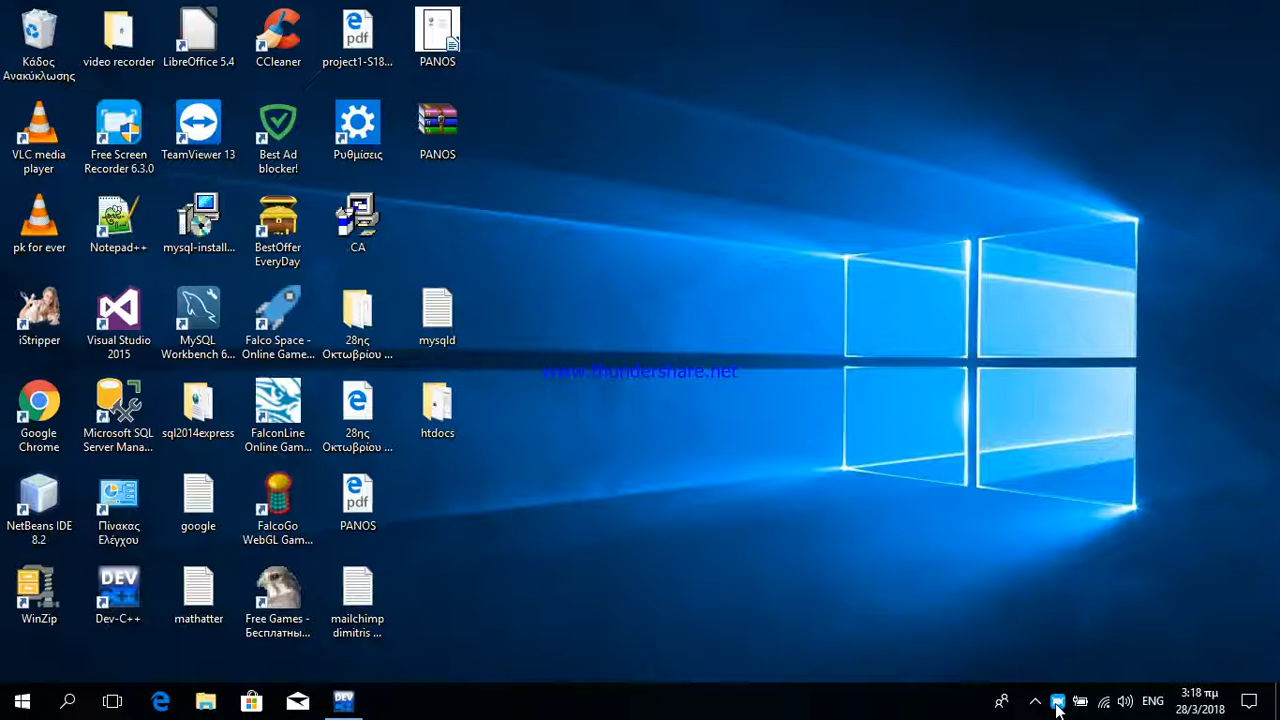 Κάδος
Ανακύκλωσης
video recorder
LibreOffice 5.4
CCleaner
pdf
project1-S18...
PANOS
VLC media
player
Free Screen
Recorder 6.3.0
TeamViewer 13
Best Ad
blocker!
Ρυθμίσεις
PANOS
pk for ever
Notepad++
mysql-install...
BestOffer
EveryDay
CA
iStripper
Visual Studio
2015
MySQL
Workbench 6...
Falco Space -
Online Game...
28ης
Οκτωβρίου ...
mysqld
www.thundershare.net
Google
Chrome
Microsoft SQL
Server Mana...
sql2014express
FalconLine
Online Gam...
28ης
Οκτωβρίου ...
htdocs
NetBeans IDE
8.2
Πίνακας
Ελέγχου
google
FalcoGo
WebGL Gam...
pdf
PANOS
WinZip
DEV
C++
Dev-C++
mathatter
Free Games -
Бесплатны...
mailchimp
dimitris ...
DEV
ENG
3:18 πμ
28/3/2018